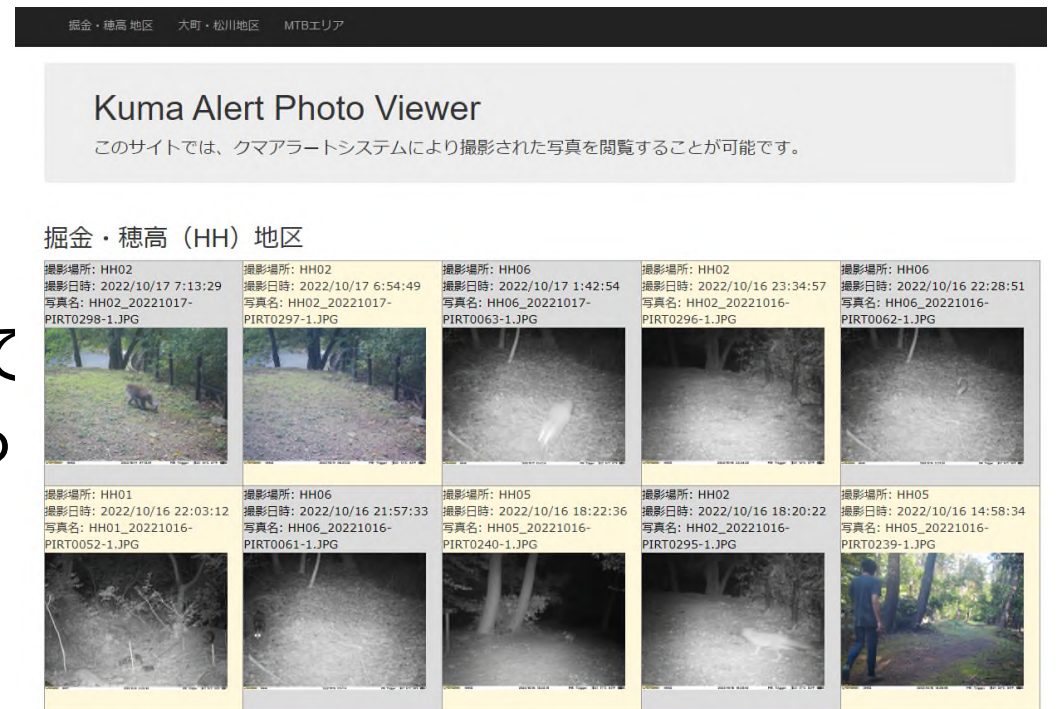 掘金・穂高 地区 大町・松川地区 MTBエリア
Kuma Alert Photo Viewer
このサイトでは、クマアラートシステムにより撮影された写真を閲覧することが可能です。
掘金・穂高（HH）地区
撮影場所: HH02
撮影日時: 2022/10/17 7:13:29
写真名: HH02_20221017-
PIRT0298-1.JPG
撮影場所: HH02
撮影日時: 2022/10/17 6:54:49
写真名: HH02_20221017-
PIRT0297-1.JPG
撮影場所: HH06
撮影日時: 2022/10/17 1:42:54
写真名: HH06_20221017-
PIRT0063-1.JPG
撮影場所: HH02
撮影日時: 2022/10/16 23:34:57
写真名: HH02_20221016-
PIRT0296-1.JPG
撮影場所: HH06
撮影日時: 2022/10/16 22:28:51
写真名: HH06_20221016-
PIRT0062-1.JPG
て
撮影場所: HH01
撮影日時: 2022/10/16 22:03:12
写真名: HH01_20221016-
PIRT0052-1.JPG
撮影場所: HH06
撮影日時: 2022/10/16 21:57:33
写真名: HH06_20221016-
PIRT0061-1.JPG
撮影場所: HH05
撮影日時: 2022/10/16 18:22:36
写真名: HH05_20221016-
PIRT0240-1.JPG
撮影場所: HH02
撮影日時: 2022/10/16 18:20:22
写真名: HH02_20221016-
PIRT0295-1.JPG
撮影場所: HH05
撮影日時: 2022/10/16 14:58:34
写真名: HH05_20221016-
PIRT0239-1.JPG